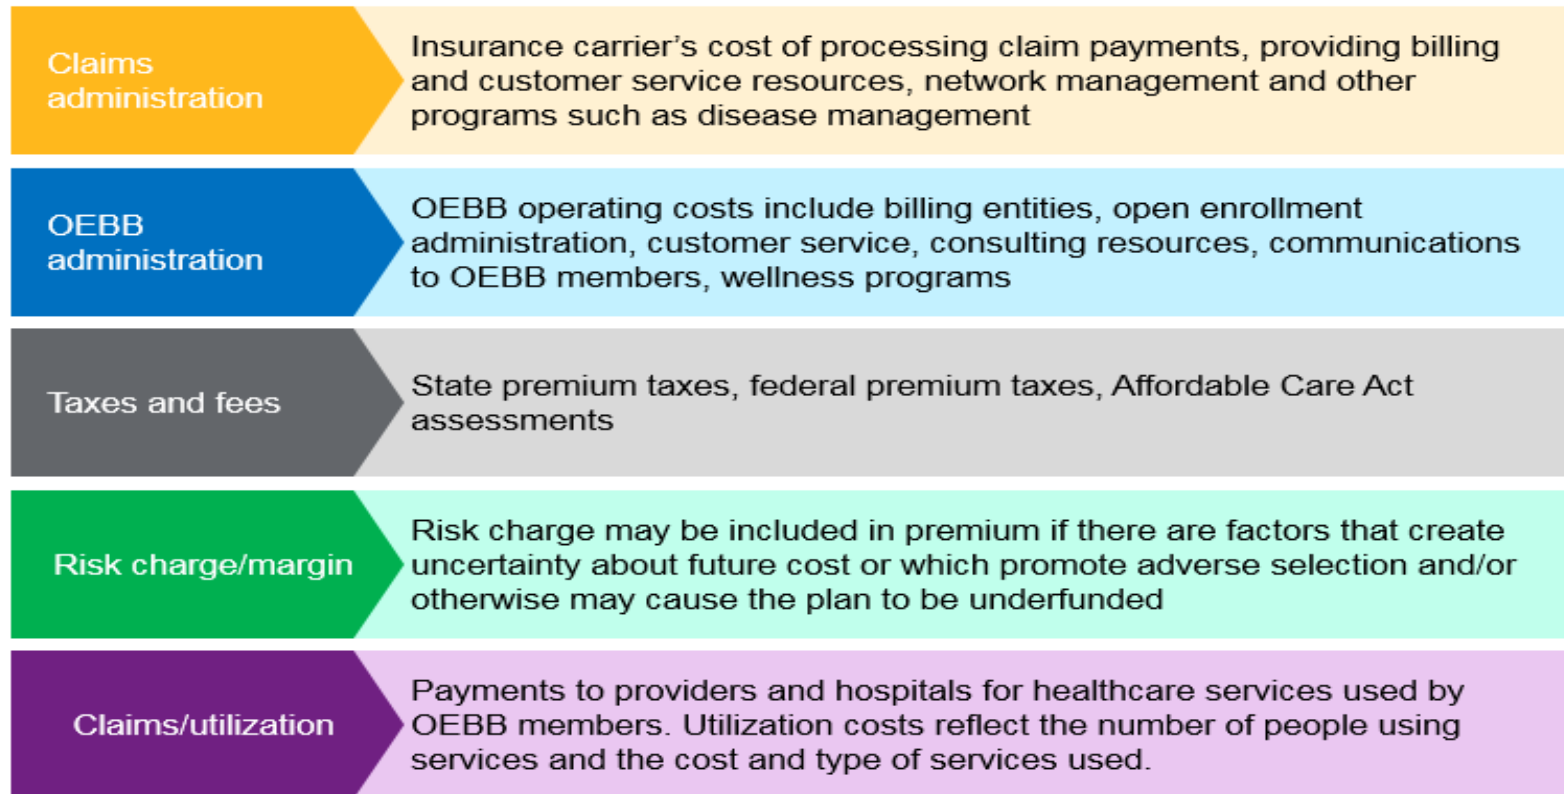 Claims
administration
Insurance carrier’s cost of processing claim payments, providing billing
and customer service resources, network management and other
programs such as disease management
OEBB
administration
OEBB operating costs include billing entities, open enrollment
administration, customer service, consulting resources, communications
to OEBB members, wellness programs
Taxes and fees
State premium taxes, federal premium taxes, Affordable Care Act
assessments
Risk charge/margin
Risk charge may be included in premium if there are factors that create
uncertainty about future cost or which promote adverse selection and/or
otherwise may cause the plan to be underfunded
Claims/utilization
Payments to providers and hospitals for healthcare services used by
OEBB members. Utilization costs reflect the number of people using
services and the cost and type of services used.